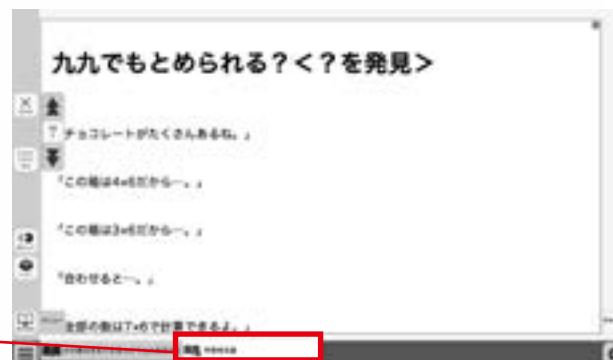 九九でもとめられる？<？を発見>
7
チョコレートがたくさんあるね。」
「この箱は4×6だから…。」
「この箱は3×6だから…。」
「合わせると…。」
全部の数は7×6で計算できるよ。」